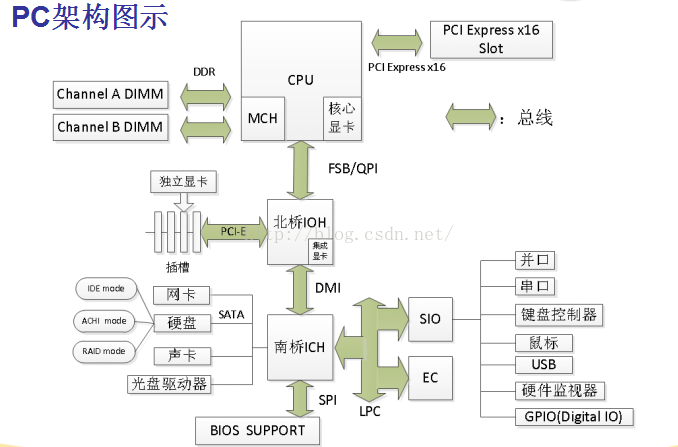 PC架构图示
CPU
MCH
核心
显卡
PCI Express x16
Slot
PCI Express x16
DDR
Channel A DIMM
Channel B DIMM
：总线
FSB/QPI
独立显卡
插槽
PCI-E
北桥IOH
集成
显卡
http://blog.csdn.net/
DMI
IDE mode
ACHI mode
RAID mode
网卡
硬盘
声卡
光盘驱动器
SATA
南桥ICH
SPI
BIOS SUPPORT
LPC
SIO
EC
并口
串口
键盘控制器
鼠标
USB
硬件监视器
GPIO(Digital IO)